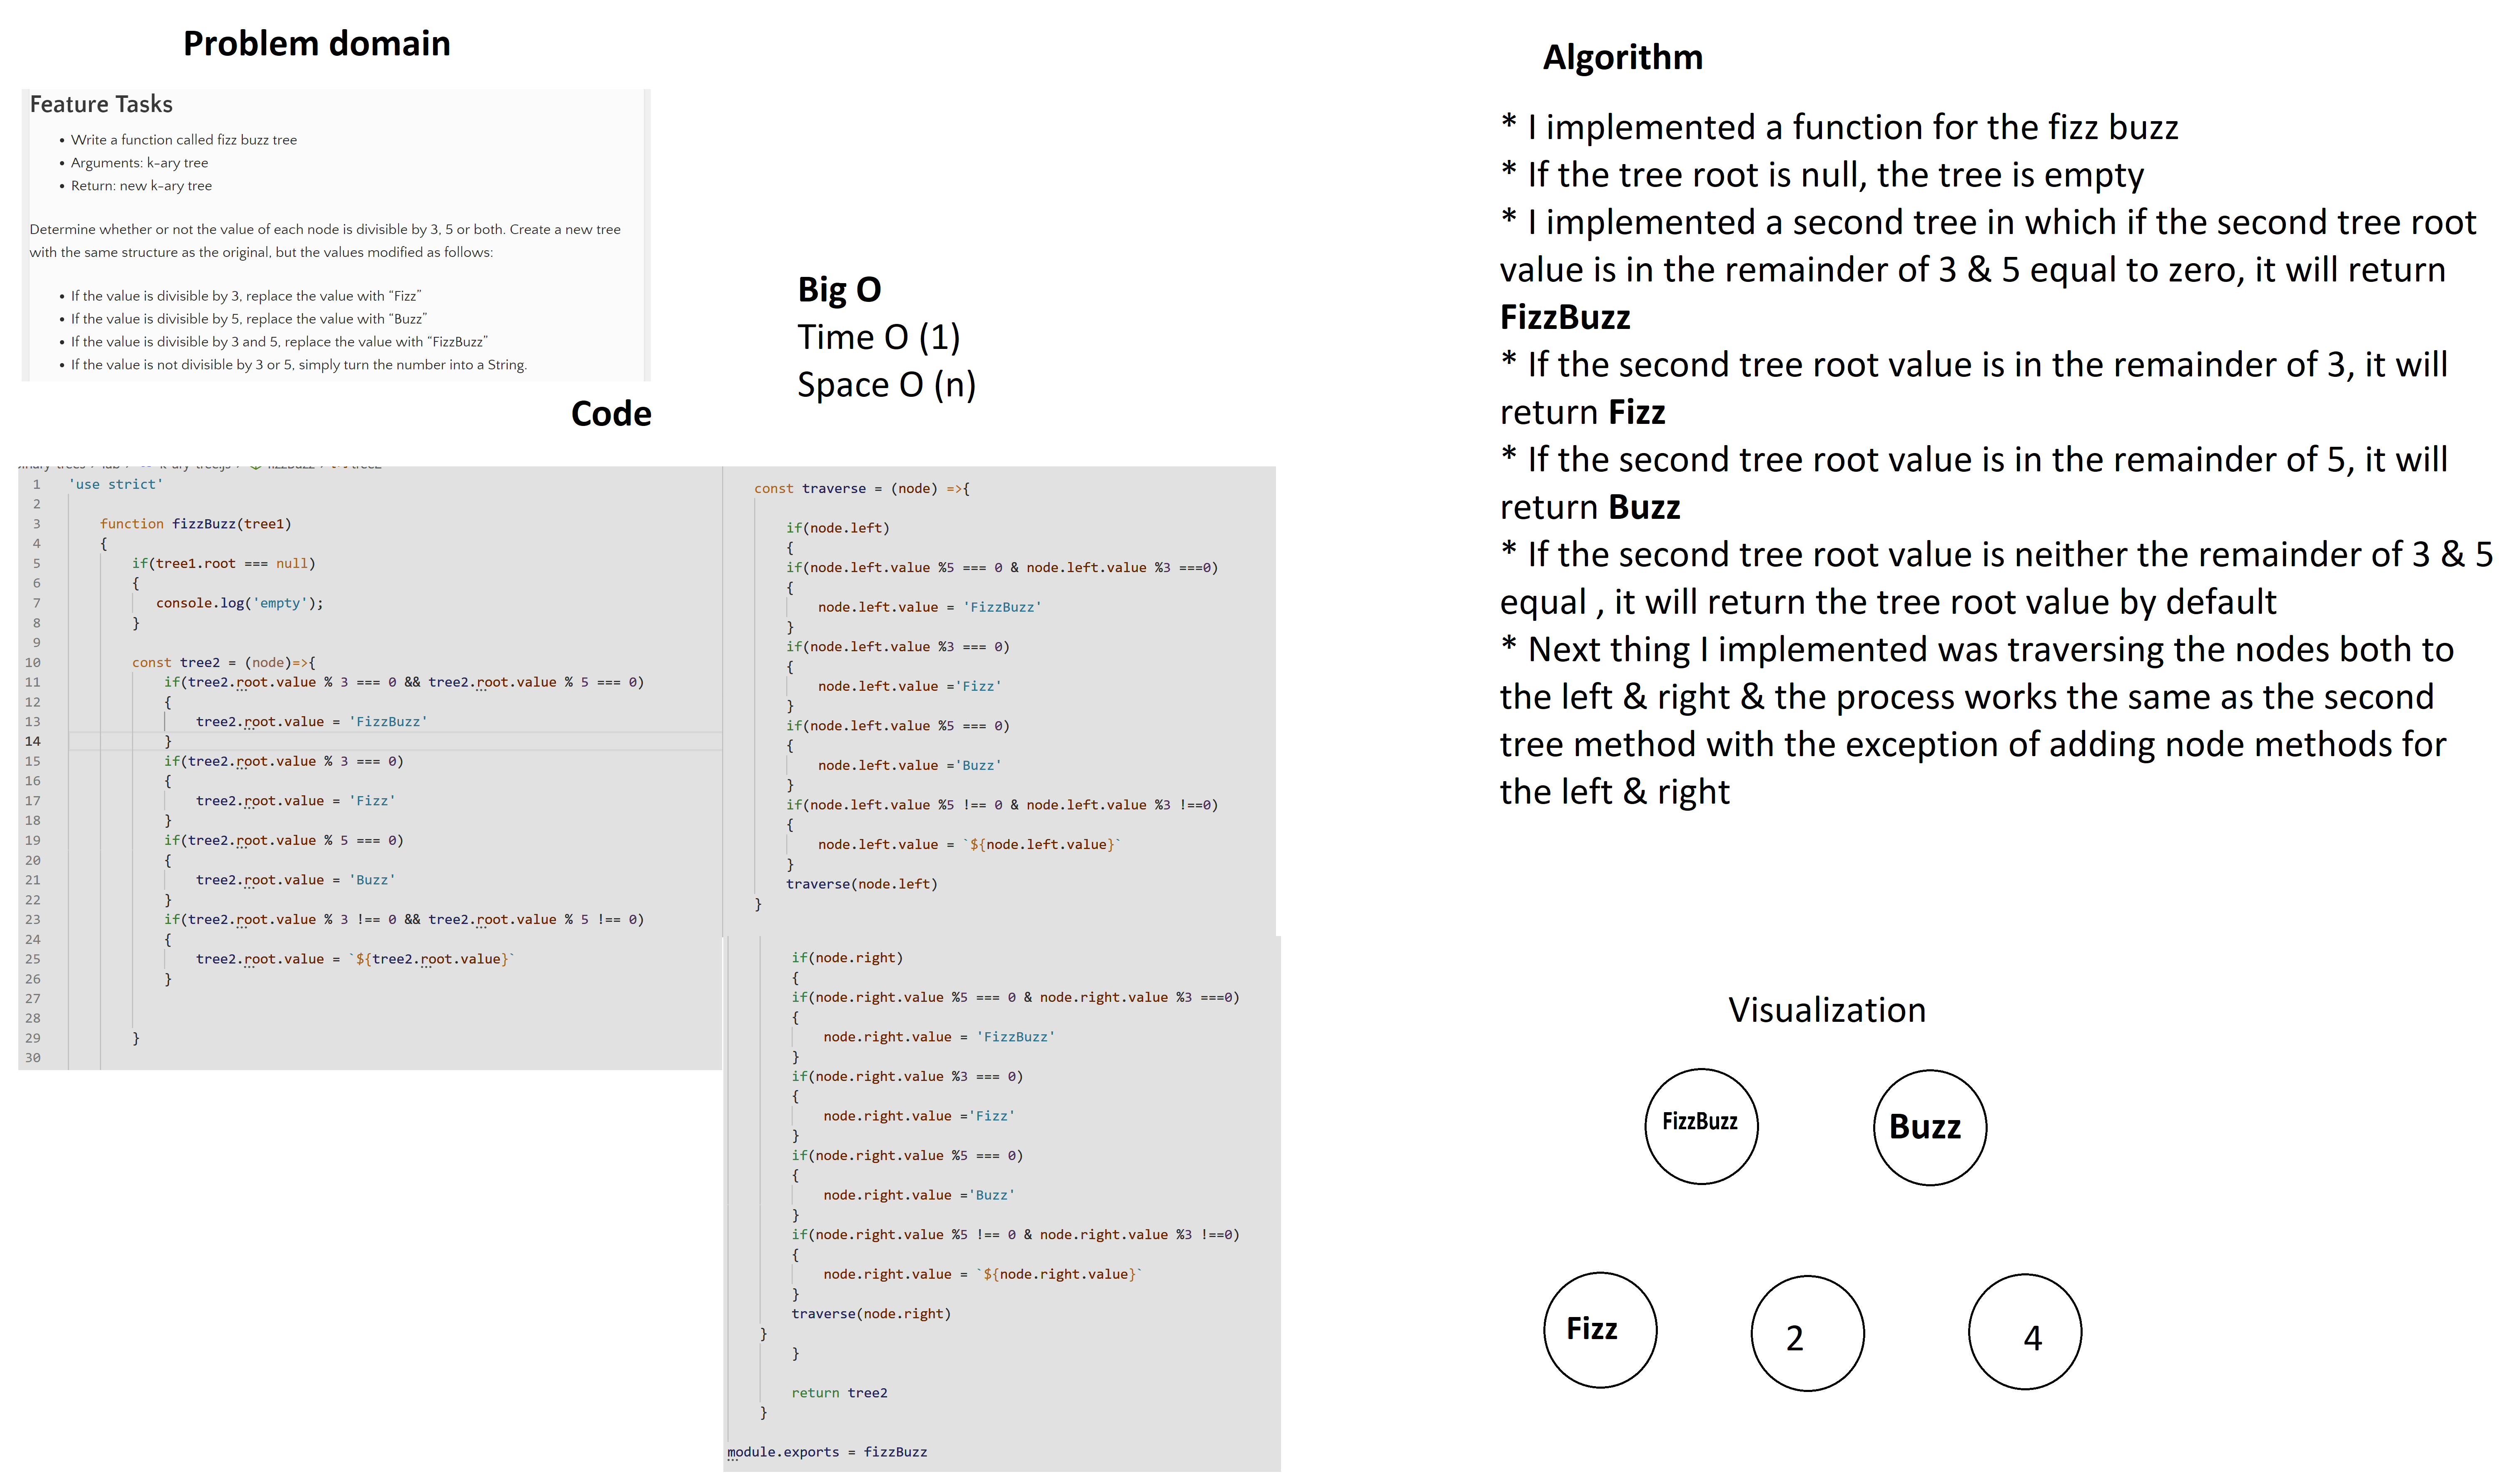 Problem domain
Feature Tasks
• Write a function called fizz buzz tree
• Arguments: k-ary tree
• Return: new k-ary tree
Determine whether or not the value of each node is divisible by 3, 5 or both. Create a new tree
with the same structure as the original, but the values modified as follows:
• If the value is divisible by 3, replace the value with “Fizz”
• If the value is divisible by 5, replace the value with “Buzz”
• If the value is divisible by 3 and 5, replace the value with “FizzBuzz”
• If the value is not divisible by 3 or 5, simply turn the number into a String.
Big O
Time O (1)
Space O (n)
Code
1 'use strict'
2
3 function fizzBuzz(tree1)
4 {
5 if(tree1.root === null)
6 {
7 console.log('empty');
8 }
9
10 const tree2 = (node)=>{
11 if(tree2.root.value % 3 === 0 && tree2.root.value % 5 === 0)
12 {
13 tree2.root.value = 'FizzBuzz'
14 }
15 if(tree2.root.value % 3 === 0)
16 {
17 tree2.root.value = 'Fizz'
18 }
19 if(tree2.root.value % 5 === 0)
20 {
21 tree2.root.value = 'Buzz'
22 }
23 if(tree2.root.value % 3 !== 0 && tree2.root.value % 5 !== 0)
24 {
25 tree2.root.value = `${tree2.root.value}`
26 }
27
28
29 }
30
const traverse = (node) =>{
if(node.left)
{
if(node.left.value %5 === 0 & node.left.value %3 ===0)
{
node.left.value = 'FizzBuzz'
}
if(node.left.value %3 === 0)
{
node.left.value ='Fizz'
}
if(node.left.value %5 === 0)
{
node.left.value ='Buzz'
}
if(node.left.value %5 !== 0 & node.left.value %3 !==0)
{
node.left.value = `${node.left.value}`
}
traverse(node.left)
}
if(node.right)
{
if(node.right.value %5 === 0 & node.right.value %3 ===0)
{
node.right.value = 'FizzBuzz'
}
if(node.right.value %3 === 0)
{
node.right.value ='Fizz'
}
if(node.right.value %5 === 0)
{
node.right.value ='Buzz'
}
if(node.right.value %5 !== 0 & node.right.value %3 !==0)
{
node.right.value = `${node.right.value}`
}
traverse(node.right)
}
}
return tree2
}
module.exports = fizzBuzz
Algorithm
* I implemented a function for the fizz buzz
* If the tree root is null, the tree is empty
* I implemented a second tree in which if the second tree root
value is in the remainder of 3 & 5 equal to zero, it will return
FizzBuzz
* If the second tree root value is in the remainder of 3, it will
return Fizz
* If the second tree root value is in the remainder of 5, it will
return Buzz
* If the second tree root value is neither the remainder of 3 & 5
equal , it will return the tree root value by default
* Next thing I implemented was traversing the nodes both to
the left & right & the process works the same as the second
tree method with the exception of adding node methods for
the left & right
Visualization
FizzBuzz
Buzz
Fizz
2
4